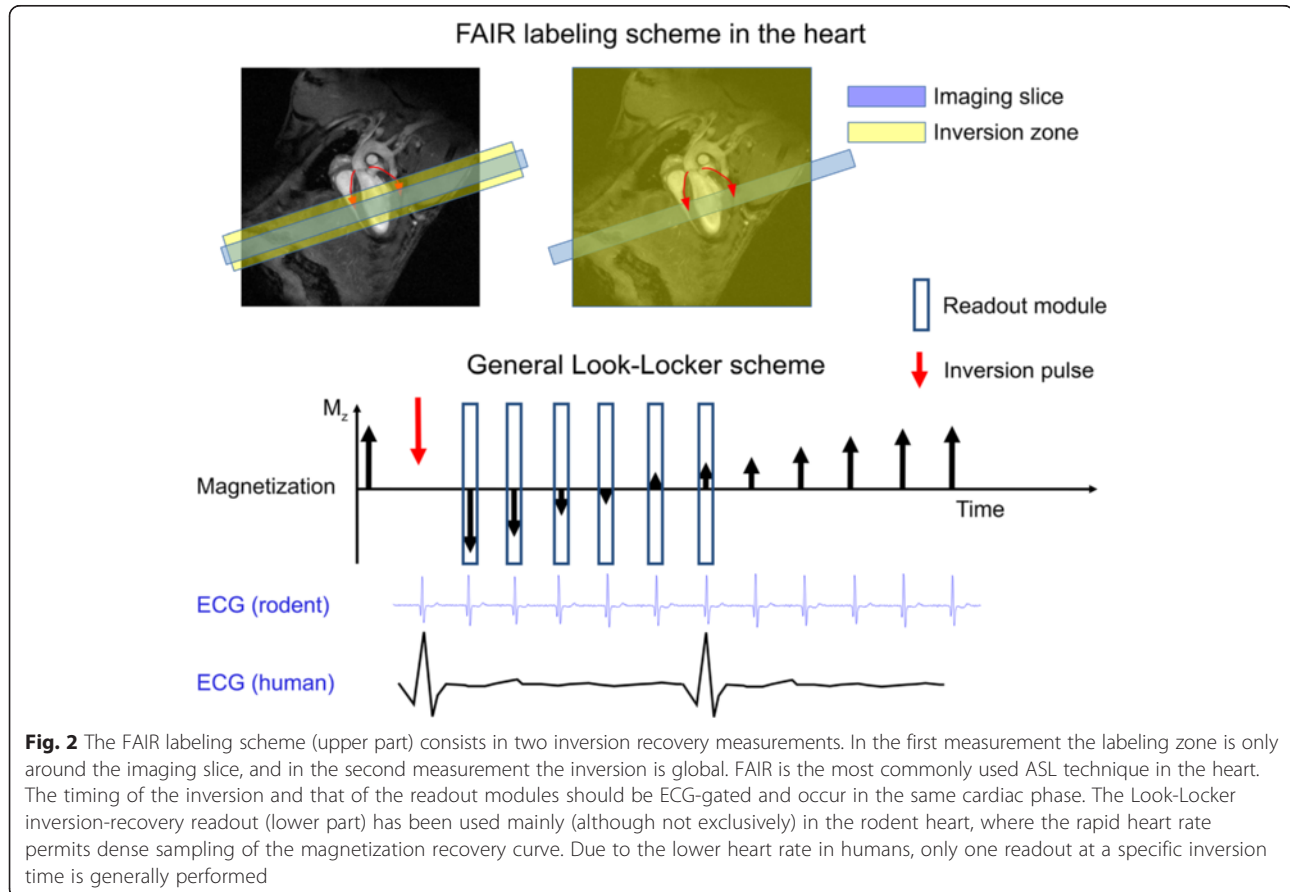 FAIR labeling scheme in the heart
Imaging slice
Inversion zone
Readout module
General Look-Locker scheme
Inversion pulse
Mz
Magnetization
Time
ECG (rodent)
ECG (human)
Fig. 2 The FAIR labeling scheme (upper part) consists in two inversion recovery measurements. In the first measurement the labeling zone is only
around the imaging slice, and in the second measurement the inversion is global. FAIR is the most commonly used ASL technique in the heart.
The timing of the inversion and that of the readout modules should be ECG-gated and occur in the same cardiac phase. The Look-Locker
inversion-recovery readout (lower part) has been used mainly (although not exclusively) in the rodent heart, where the rapid heart rate
permits dense sampling of the magnetization recovery curve. Due to the lower heart rate in humans, only one readout at a specific inversion
time is generally performed